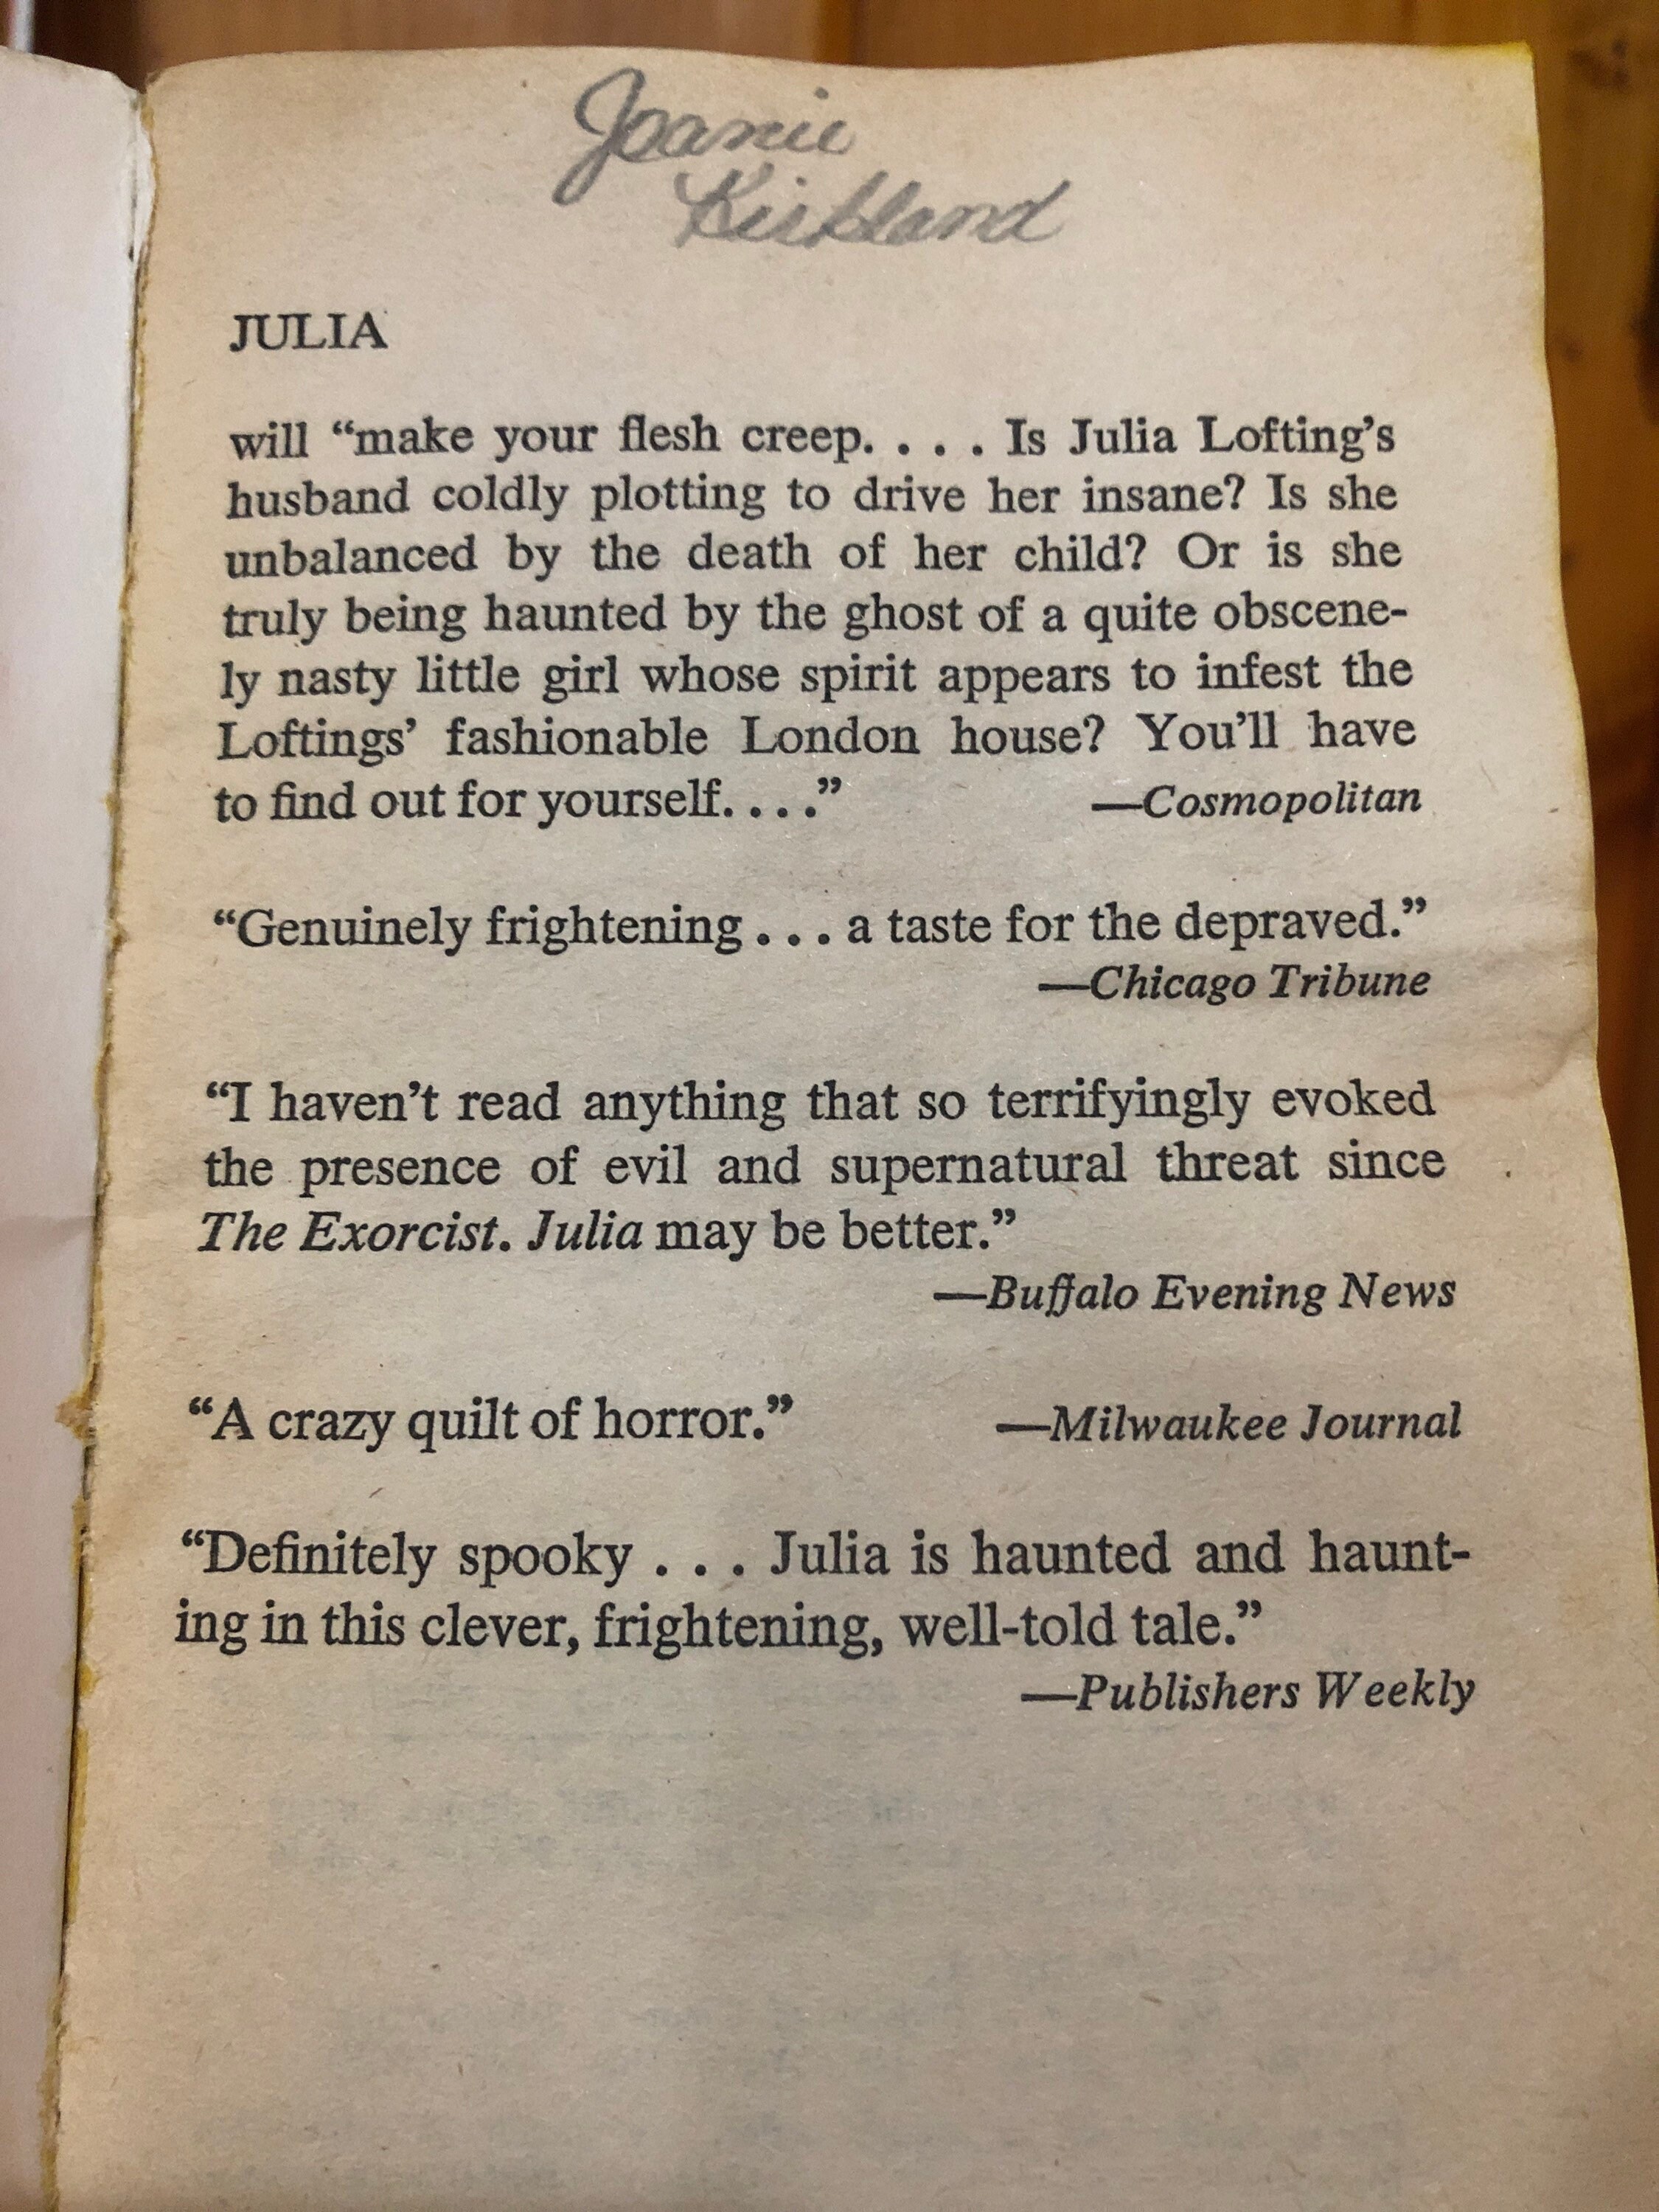 Joanie
Kirkland
JULIA
will “make your flesh creep. . . . Is Julia Lofting’s
husband coldly plotting to drive her insane? Is she
unbalanced by the death of her child? Or is she
truly being haunted by the ghost of a quite obscene-
ly nasty little girl whose spirit appears to infest the
Loftings’ fashionable London house? You’ll have
to find out for yourself. . . .” —Cosmopolitan
“Genuinely frightening . . . a taste for the depraved.”
—Chicago Tribune
“I haven’t read anything that so terrifyingly evoked
the presence of evil and supernatural threat since
The Exorcist. Julia may be better.”
—Buffalo Evening News
“A crazy quilt of horror.” —Milwaukee Journal
“Definitely spooky . . . Julia is haunted and haunt-
ing in this clever, frightening, well-told tale.”
—Publishers Weekly